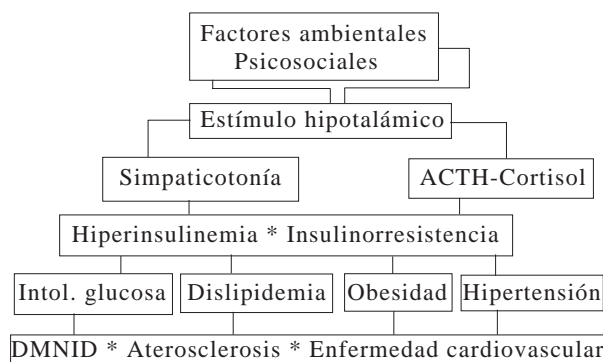 Factores ambientales
Psicosociales
Estímulo hipotalámico
Simpaticotonía
ACTH-Cortisol
Hiperinsulinemia * Insulinorresistencia
Intol. glucosa
Dislipidemia
Obesidad
Hipertensión
DMNID * Aterosclerosis * Enfermedad cardiovascular